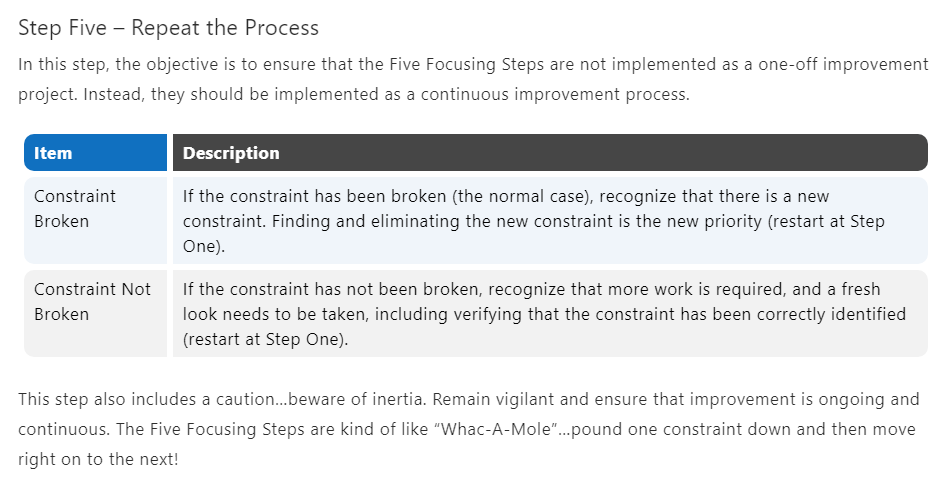 Step Five – Repeat the Process
In this step, the objective is to ensure that the Five Focusing Steps are not implemented as a one-off improvement
project. Instead, they should be implemented as a continuous improvement process.
Item
Description
Constraint
Broken
If the constraint has been broken (the normal case), recognize that there is a new
constraint. Finding and eliminating the new constraint is the new priority (restart at Step
One).
Constraint Not
Broken
If the constraint has not been broken, recognize that more work is required, and a fresh
look needs to be taken, including verifying that the constraint has been correctly identified
(restart at Step One).
This step also includes a caution…beware of inertia. Remain vigilant and ensure that improvement is ongoing and
continuous. The Five Focusing Steps are kind of like “Whac-A-Mole”…pound one constraint down and then move
right on to the next!